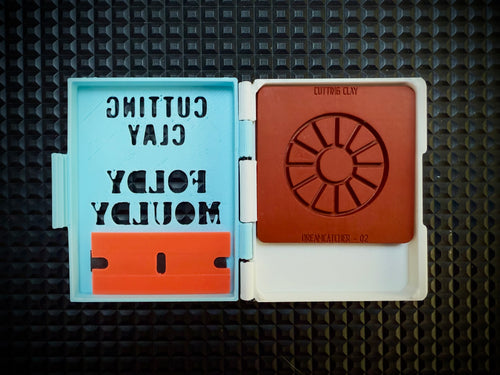 CUTTING
CLAY
FOLDY
MOULDY
CUTTING CLAY
DREAMCATCHER - 02